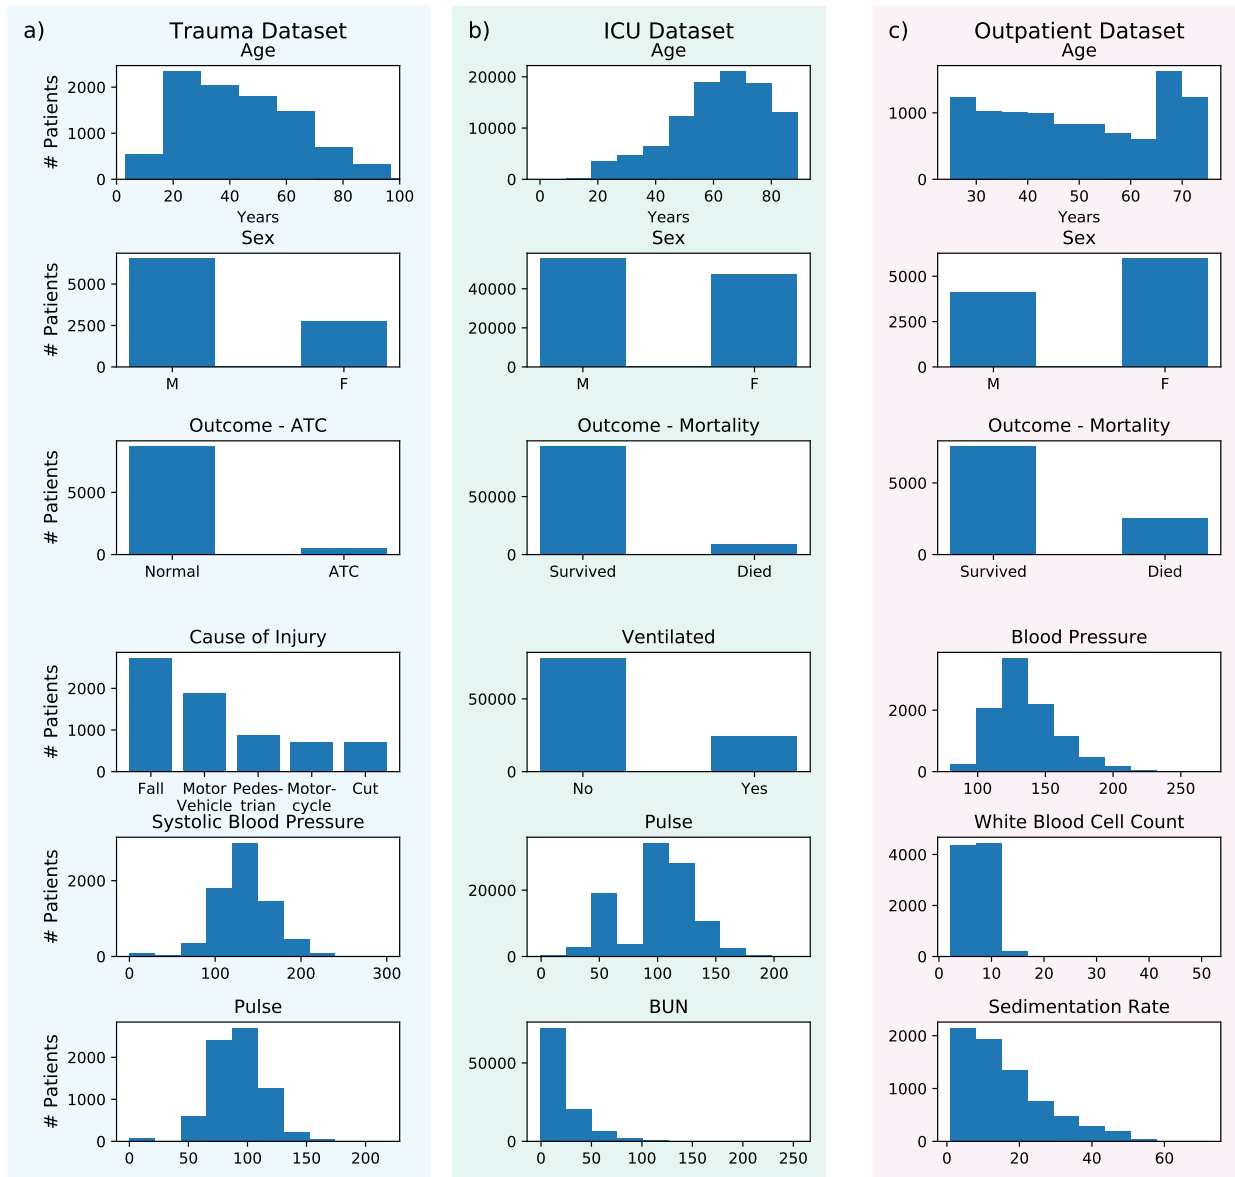 a) Trauma Dataset
Age
# Patients
2000
1000
0
0 20 40 60 80 100
Years
Sex
# Patients
5000
2500
0
M F
Outcome - ATC
# Patients
5000
0
Normal ATC
Cause of Injury
# Patients
2000
1000
0
Fall Motor Pedes- Motor- Cut
Vehicle trian cycle
Systolic Blood Pressure
# Patients
2000
0
0 100 200 300
Pulse
# Patients
2000
1000
0
0 50 100 150 200
b) ICU Dataset
Age
20000
10000
0
0 20 40 60 80
Years
Sex
40000
20000
0
M F
Outcome - Mortality
50000
0
Survived Died
Ventilated
50000
0
No Yes
Pulse
20000
0
0 50 100 150 200
BUN
50000
0
0 50 100 150 200 250
c) Outpatient Dataset
Age
1000
0
30 40 50 60 70
Years
Sex
5000
2500
0
M F
Outcome - Mortality
5000
2500
0
Survived Died
Blood Pressure
2000
0
100 150 200 250
White Blood Cell Count
4000
2000
0
0 10 20 30 40 50
Sedimentation Rate
2000
1000
0
0 20 40 60